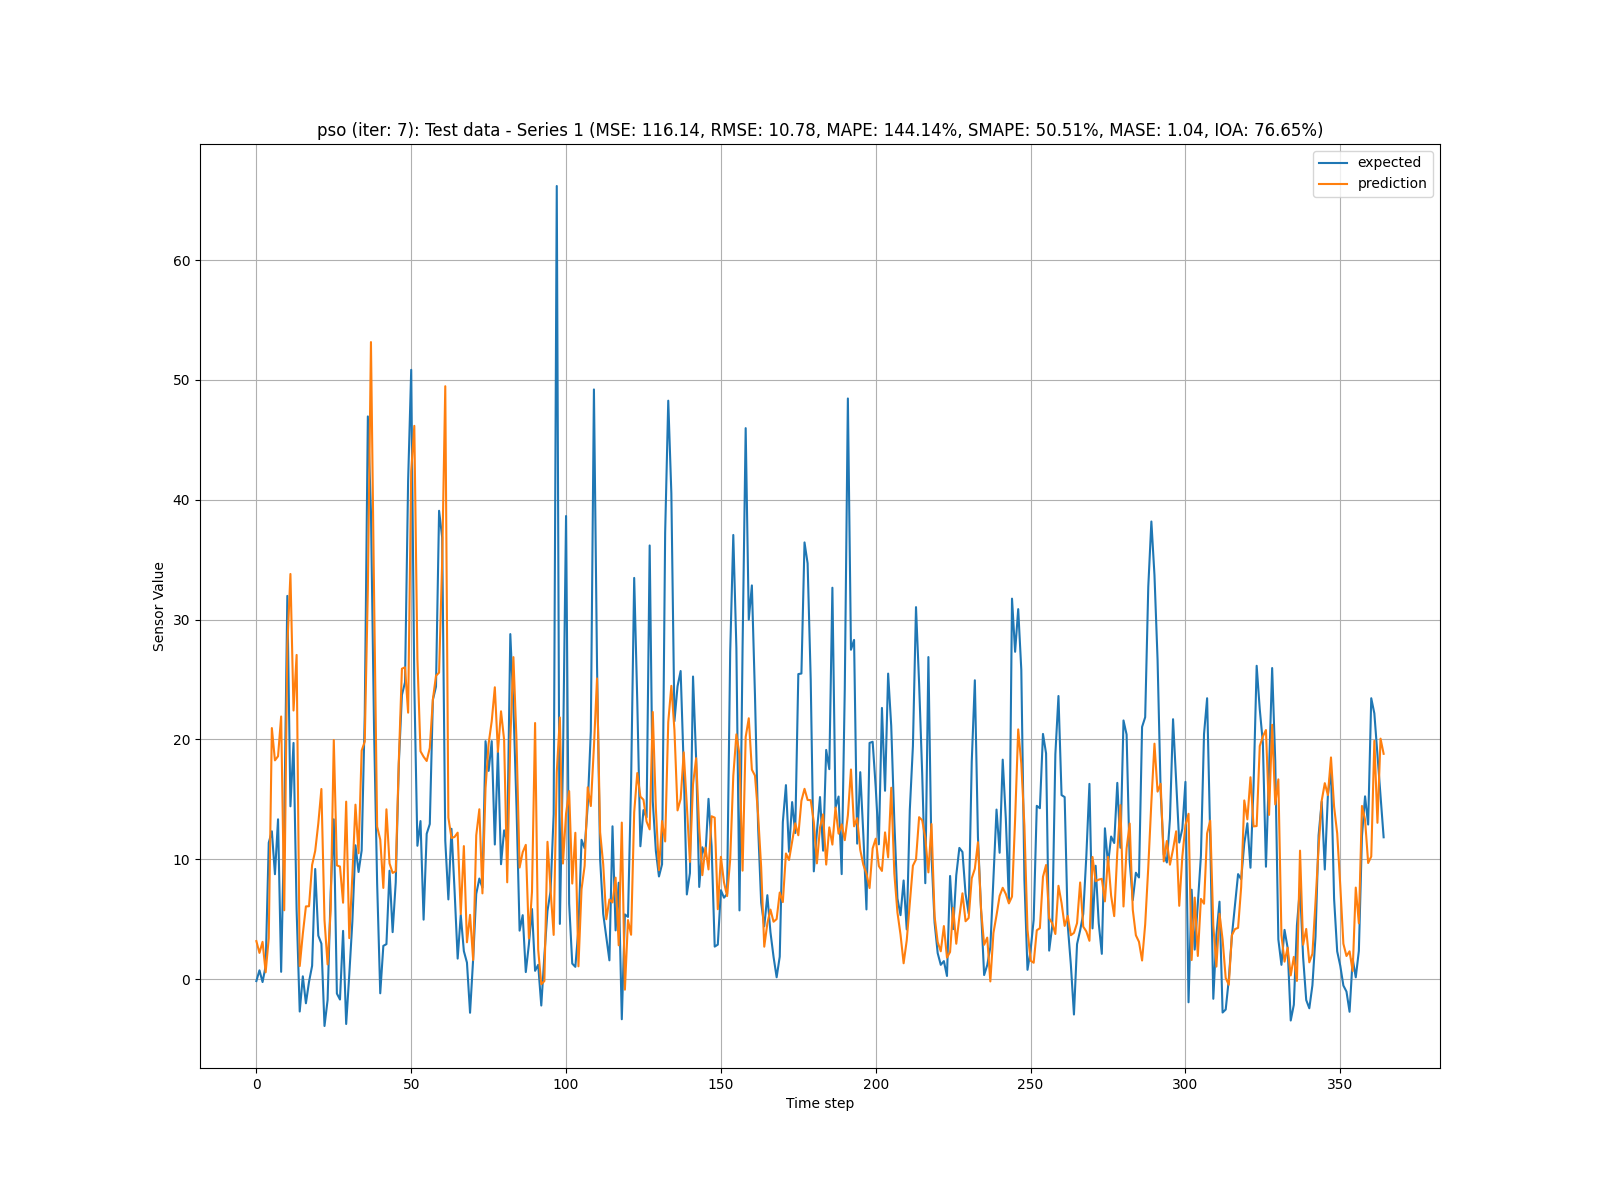 pso (iter: 7): Test data - Series 1 (MSE: 116.14, RMSE: 10.78, MAPE: 144.14%, SMAPE: 50.51%, MASE: 1.04, IOA: 76.65%)
expected
prediction
Sensor Value
60
50
40
30
20
10
0
0 50 100 150 200 250 300 350
Time step